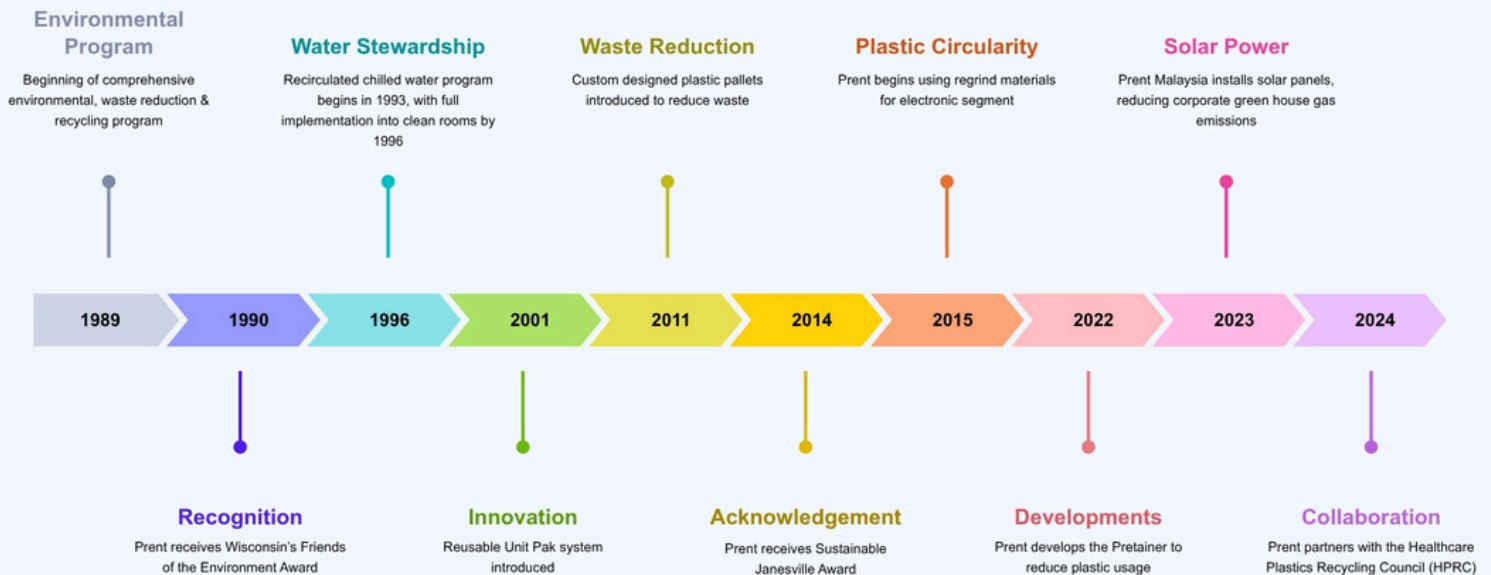 Environmental
Program
Beginning of comprehensive
environmental, waste reduction &
recycling program
Water Stewardship
Recirculated chilled water program
begins in 1993, with full
implementation into clean rooms by
1996
Waste Reduction
Custom designed plastic pallets
introduced to reduce waste
Plastic Circularity
Prent begins using regrind materials
for electronic segment
Solar Power
Prent Malaysia installs solar panels,
reducing corporate green house gas
emissions
1989
1990
1996
2001
2011
2014
2015
2022
2023
2024
Recognition
Prent receives Wisconsin's Friends
of the Environment Award
Innovation
Reusable Unit Pak system
introduced
Acknowledgement
Prent receives Sustainable
Janesville Award
Developments
Prent develops the Pretainer to
reduce plastic usage
Collaboration
Prent partners with the Healthcare
Plastics Recycling Council (HPRC)